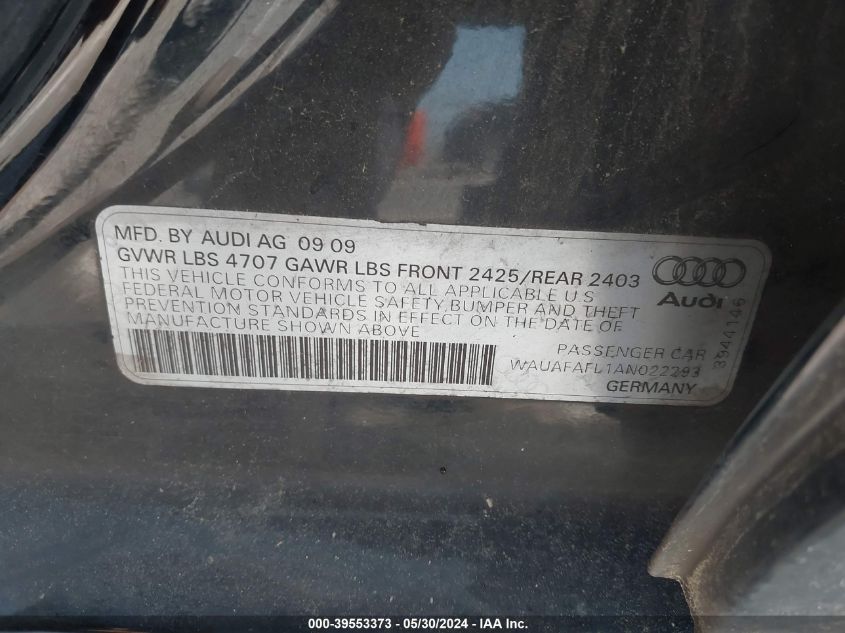 MFD. BY AUDI AG 09 09
GVWR LBS 4707 GAWR LBS FRONT 2425/REAR 2403
THIS VEHICLE CONFORMS TO ALL APPLICABLE U.S
FEDERAL MOTOR VEHICLE SAFETY,BUMPER AND THEFT
PREVENTION STANDARDS IN EFFECT ON THE DATE OF
MANUFACTURE SHOWN ABOVE
Audi
PASSENGER CAR
WAUAFAFL1AN022293
GERMANY
3944146
000-39553373 - 05/30/2024 - IAA Inc.